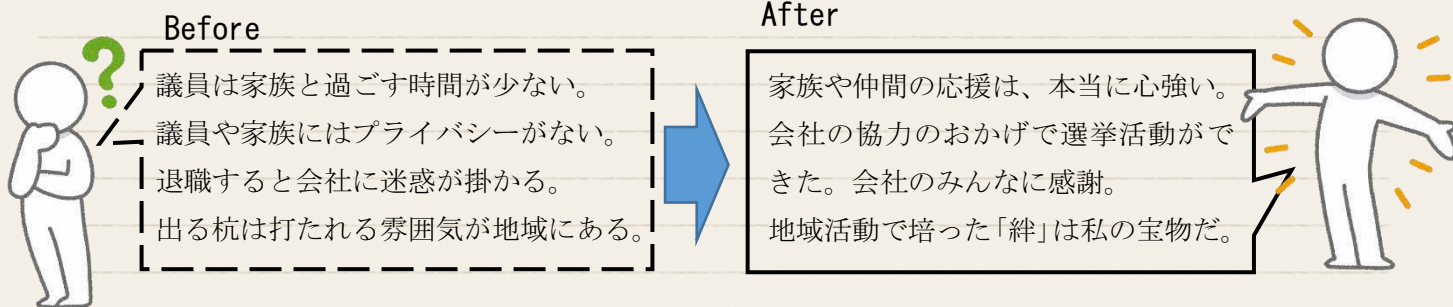 Before
議員は家族と過ごす時間が少ない。
議員や家族にはプライバシーがない。
退職すると会社に迷惑が掛かる。
出る杭は打たれる雰囲気が地域にある。
After
家族や仲間の応援は、本当に心強い。
会社の協力のおかげで選挙活動がで
きた。会社のみんなに感謝。
地域活動で培った「絆」は私の宝物だ。